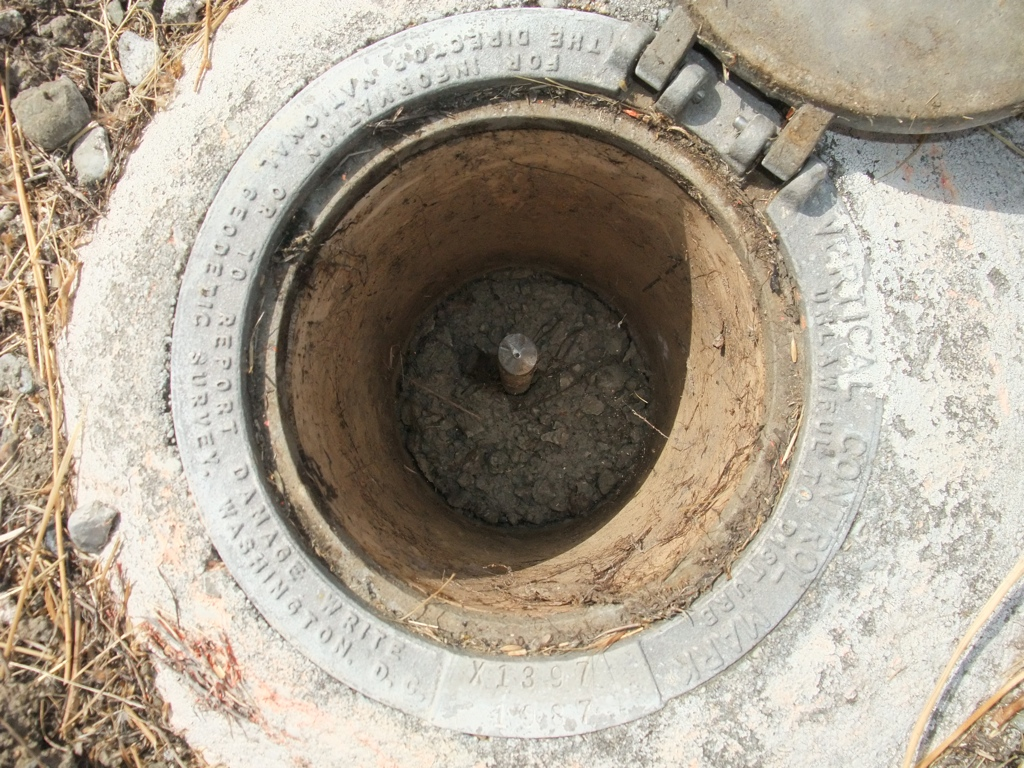 VERTICAL CONTROL MARK
UNLAWFUL TO DISTURB
FOR INFORMATION OR TO REPORT DAMAGE WRITE
THE DIRECTOR NATIONAL GEODETIC SURVEY. WASHINGTON. D.C.
X1397
1987